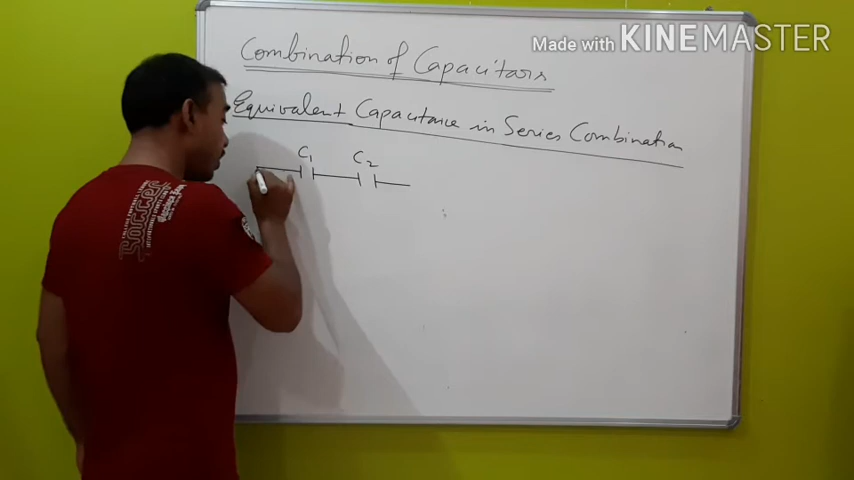 Combination of Capacitors
Made with KINEMASTER
Equivalent Capacitance in Series Combination
C1 C2